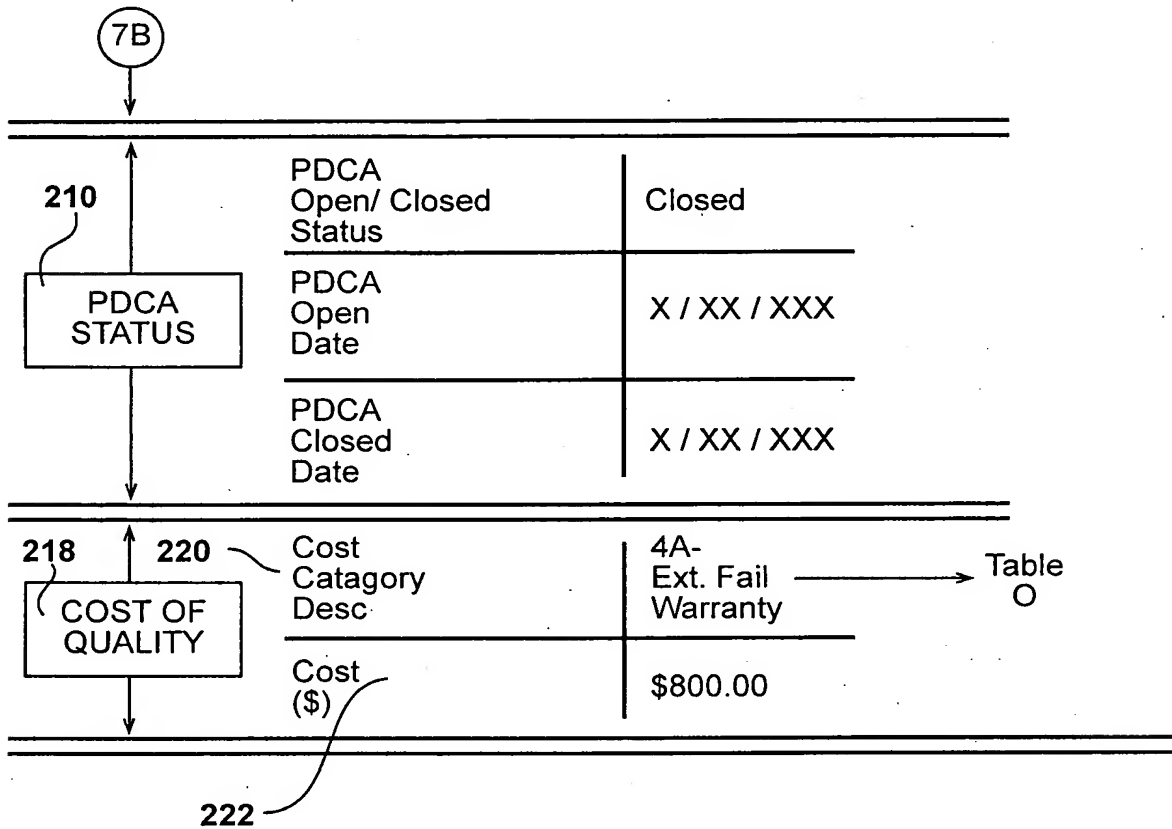 7B
210
PDCA
STATUS
PDCA
Open/ Closed
Status
Closed
PDCA
Open
Date
X / XX / XXX
PDCA
Closed
Date
X / XX / XXX
218
COST OF
QUALITY
220
Cost
Catagory
Desc
4A-
Ext. Fail
Warranty
Table
O
Cost
($)
$800.00
222